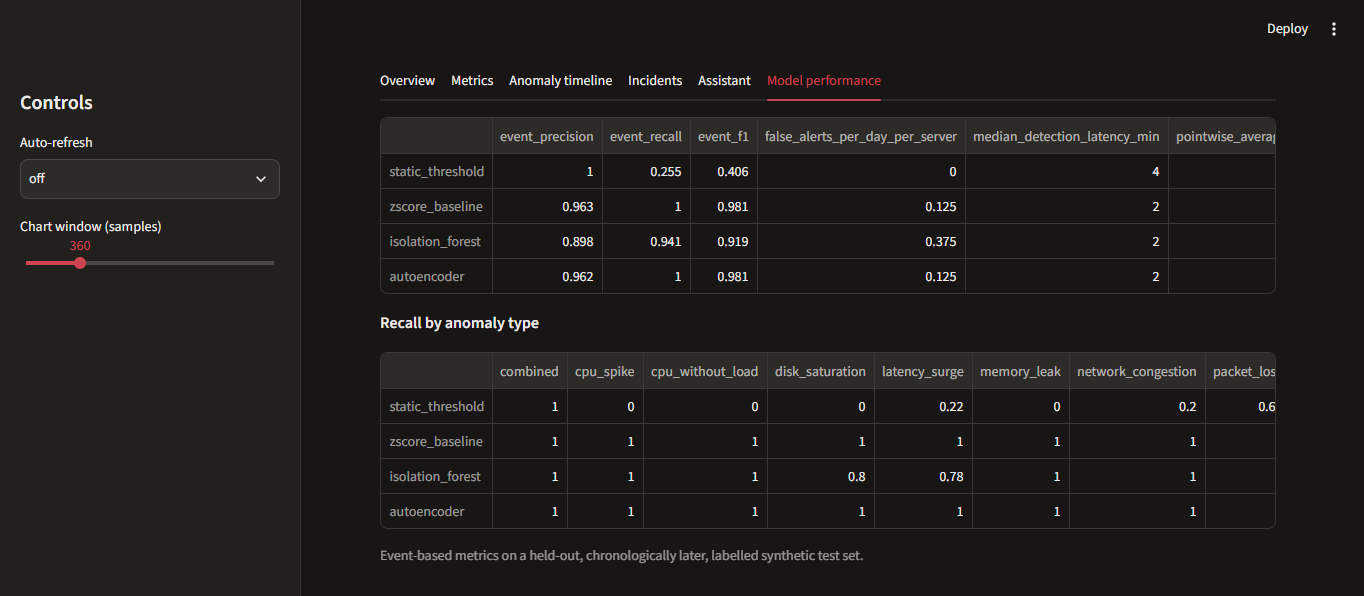 Deploy
Controls
Auto-refresh
off
Chart window (samples)
360
Overview Metrics Anomaly timeline Incidents Assistant Model performance
event_precision event_recall event_f1 false_alerts_per_day_per_server median_detection_latency_min pointwise_averag
static_threshold 1 0.255 0.406 0 4
zscore_baseline 0.963 1 0.981 0.125 2
isolation_forest 0.898 0.941 0.919 0.375 2
autoencoder 0.962 1 0.981 0.125 2
Recall by anomaly type
combined cpu_spike cpu_without_load disk_saturation latency_surge memory_leak network_congestion packet_los
static_threshold 1 0 0 0 0.22 0 0.2 0.6
zscore_baseline 1 1 1 1 1 1 1
isolation_forest 1 1 1 0.8 0.78 1 1
autoencoder 1 1 1 1 1 1 1
Event-based metrics on a held-out, chronologically later, labelled synthetic test set.